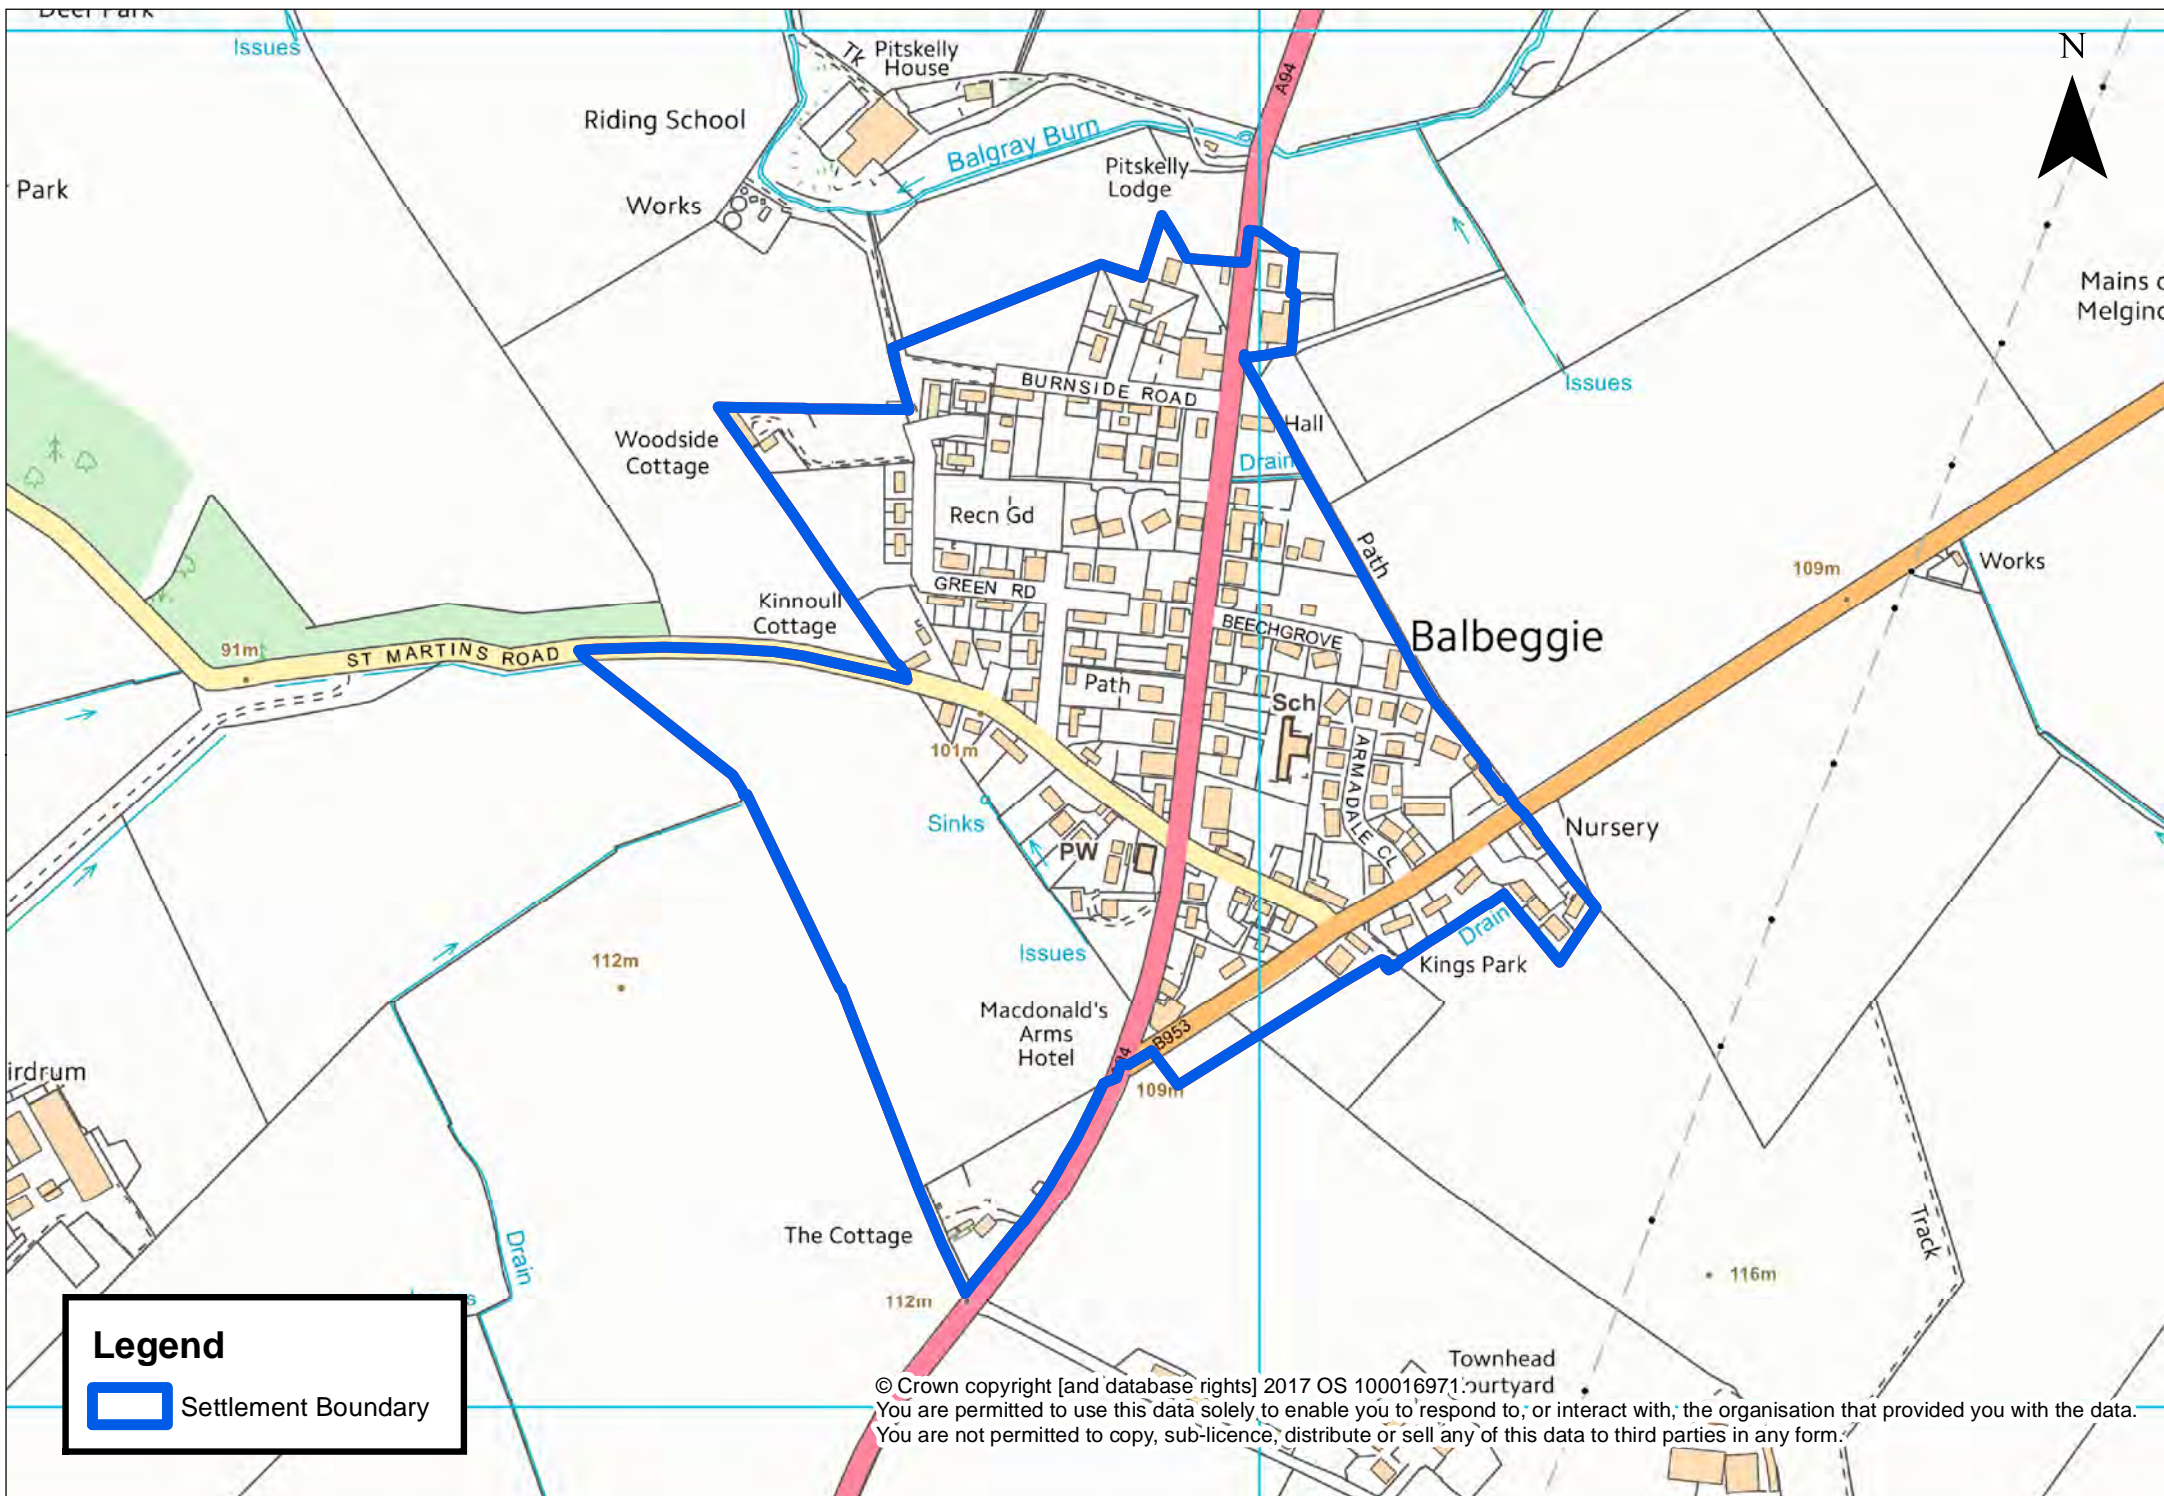 Deer Park
Issues
Tk
Pitskelly
House
A94
N
Riding School
Balgray Burn
Pitskelly
Lodge
Park
Works
Mains
Issues
BURNSIDE ROAD
Woodside
Cottage
Hall
Drain
Recn Gd
Path
109m
Works
GREEN RD
Kinnoull
Cottage
BEECHGROVE
Balbeggie
91m
ST MARTINS ROAD
Path
Sch
101m
ARMADALE CL
Sinks
Nursery
PW
Drain
Issues
Kings Park
112m
Macdonald's
Arms
Hotel
B953
109m
Track
The Cottage
Drain
116m
112m
Legend
Settlement Boundary
Townhead
© Crown copyright [and database rights] 2017 OS 100016971.
You are permitted to use this data solely to enable you to respond to, or interact with, the organisation that provided you with the data.
You are not permitted to copy, sub-licence, distribute or sell any of this data to third parties in any form.